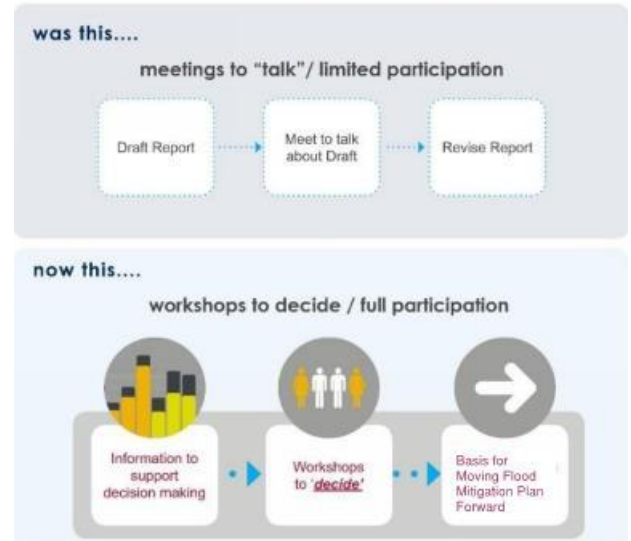 was this....
meetings to "talk"/ limited participation
Draft Report
Meet to talk
about Draft
Revise Report
now this....
workshops to decide / full participation
Information to
support
decision making
Workshops
to 'decide'
Basis for
Moving Flood
Mitigation Plan
Forward